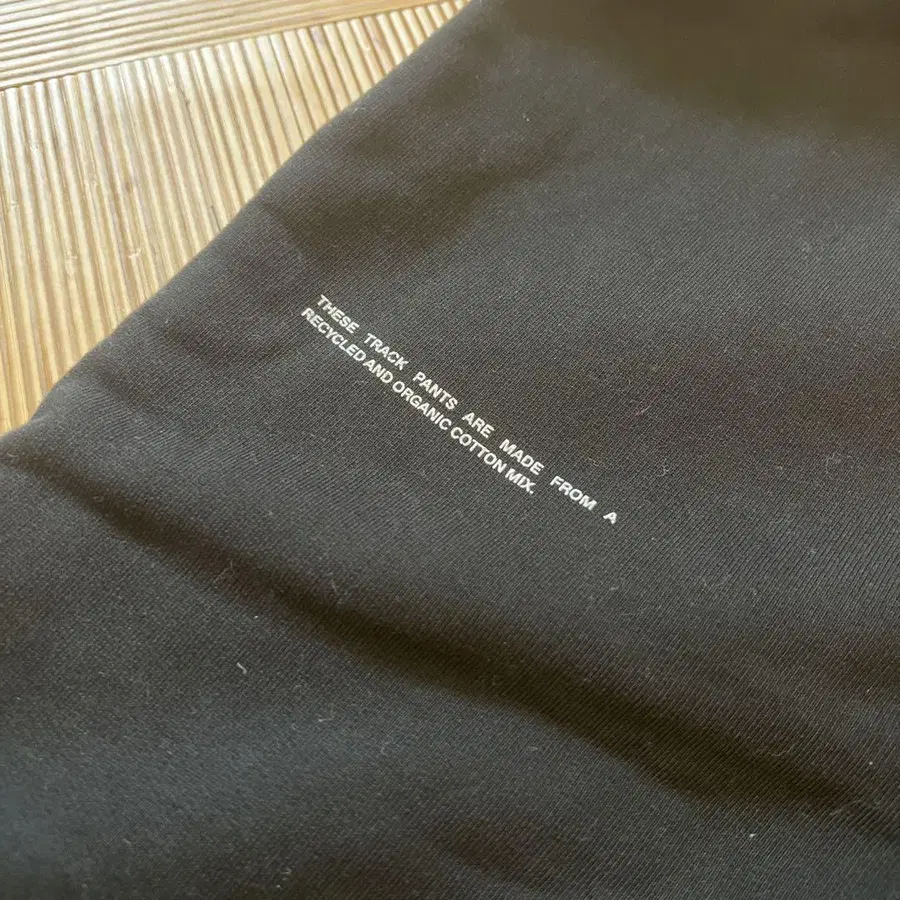 THESE TRACK PANTS ARE MADE FROM A
RECYCLED AND ORGANIC COTTON MIX.